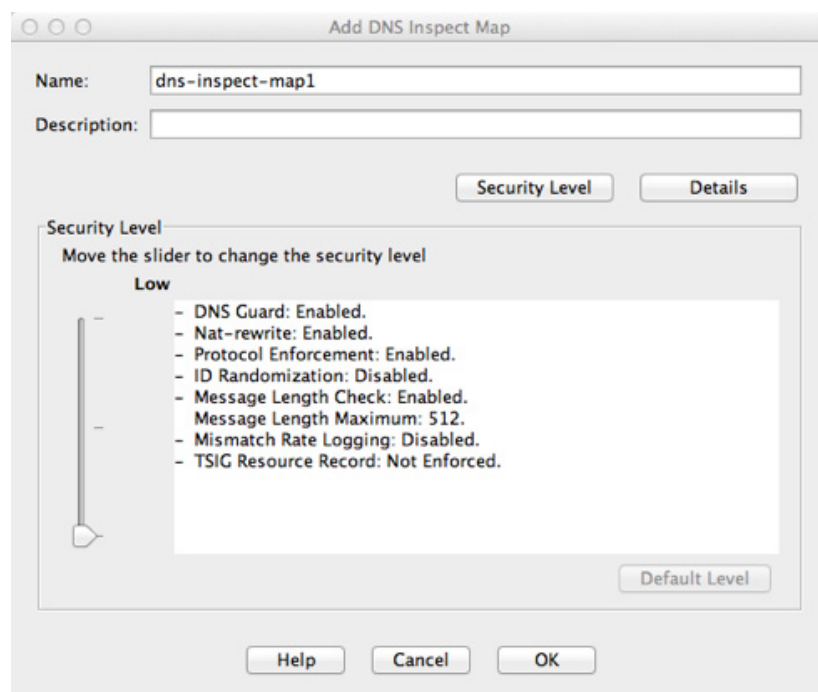 Add DNS Inspect Map
Name: dns-inspect-map1
Description:
Security Level Details
Security Level
Move the slider to change the security level
Low
- DNS Guard: Enabled.
- Nat-rewrite: Enabled.
- Protocol Enforcement: Enabled.
- ID Randomization: Disabled.
- Message Length Check: Enabled.
Message Length Maximum: 512.
- Mismatch Rate Logging: Disabled.
- TSIG Resource Record: Not Enforced.
Default Level
Help Cancel OK